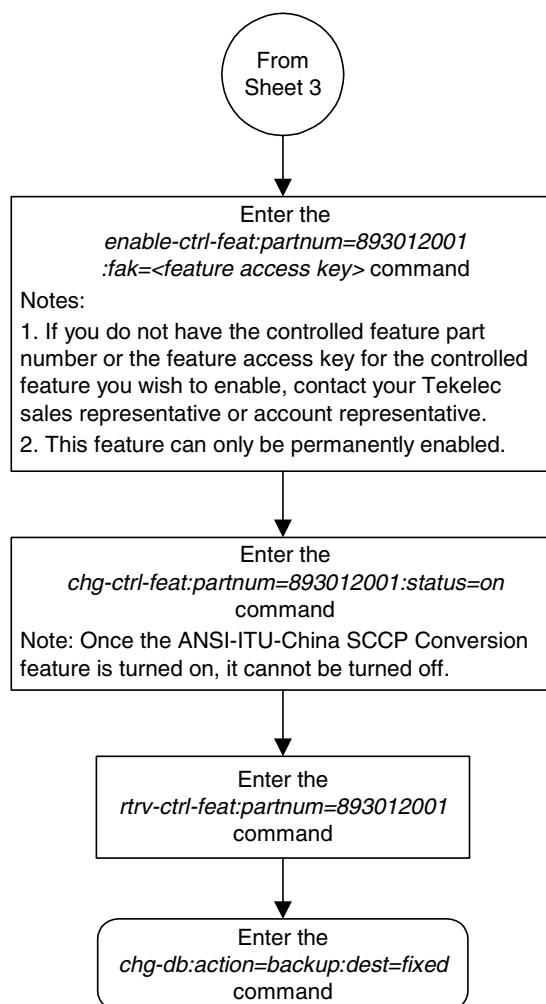 From
Sheet 3
Enter the
enable-ctrl-feat:partnum=893012001
:fak=<feature access key> command
Notes:
1. If you do not have the controlled feature part
number or the feature access key for the controlled
feature you wish to enable, contact your Tekelec
sales representative or account representative.
2. This feature can only be permanently enabled.
Enter the
chg-ctrl-feat:partnum=893012001:status=on
command
Note: Once the ANSI-ITU-China SCCP Conversion
feature is turned on, it cannot be turned off.
Enter the
rtrv-ctrl-feat:partnum=893012001
command
Enter the
chg-db:action=backup:dest=fixed
command